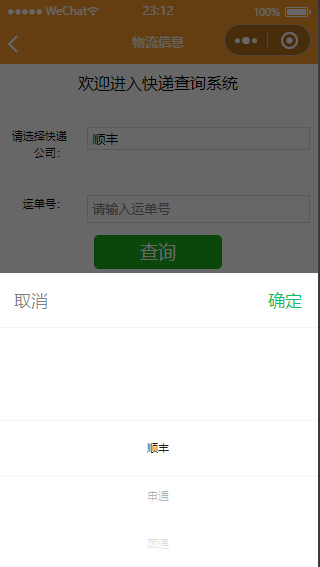 WeChat 23:12 100%
物流信息
欢迎进入快递查询系统
请选择快递 顺丰
公司：
运单号： 请输入运单号
查询
取消 确定
顺丰
申通
圆通